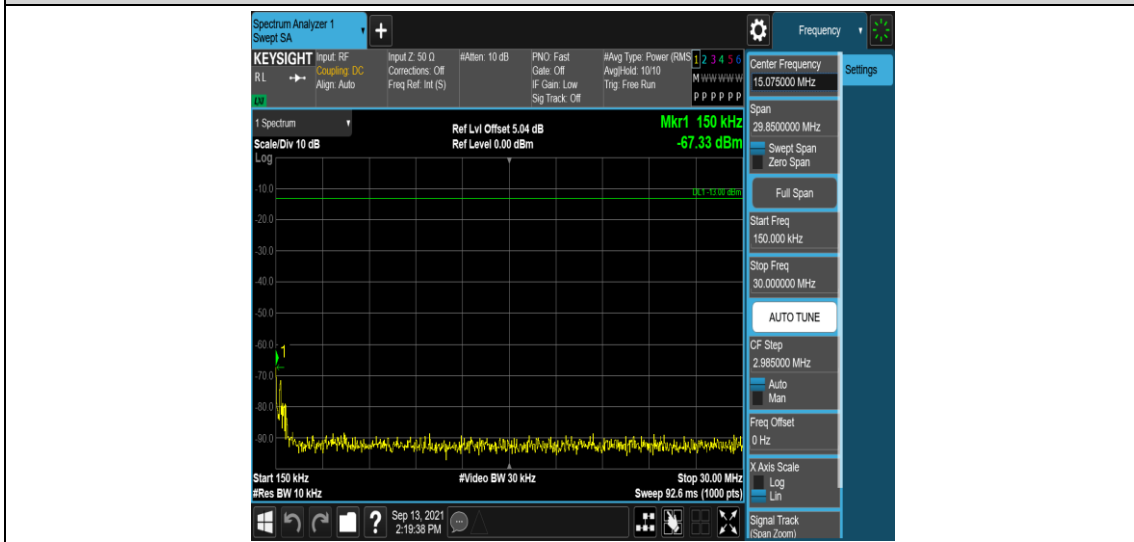 Spectrum Analyzer 1
Swept SA
+
Frequency
KEYSIGHT
RL
LXI
Input: RF
Coupling: DC
Align: Auto
Input Z: 50 Ω
Corrections: Off
Freq Ref: Int (S)
#Atten: 10 dB
PNO: Fast
Gate: Off
IF Gain: Low
Sig Track: Off
#Avg Type: Power (RMS
Avg|Hold: 10/10
Trig: Free Run
1 2 3 4 5 6
M W W W W W
P P P P P P
1 Spectrum
Scale/Div 10 dB
Log
Ref Lvl Offset 5.04 dB
Ref Level 0.00 dBm
Mkr1 150 kHz
-67.33 dBm
DL1 -13.00 dBm
-10.0
-20.0
-30.0
-40.0
-50.0
-60.0
1
-70.0
-80.0
-90.0
Start 150 kHz
#Video BW 30 kHz
Stop 30.00 MHz
#Res BW 10 kHz
Sweep 92.6 ms (1000 pts)
?
Sep 13, 2021
2:19:38 PM
Center Frequency
15.075000 MHz
Settings
Span
29.8500000 MHz
Swept Span
Zero Span
Full Span
Start Freq
150.000 kHz
Stop Freq
30.000000 MHz
AUTO TUNE
CF Step
2.985000 MHz
Auto
Man
Freq Offset
0 Hz
X Axis Scale
Log
Lin
Signal Track
(Span Zoom)